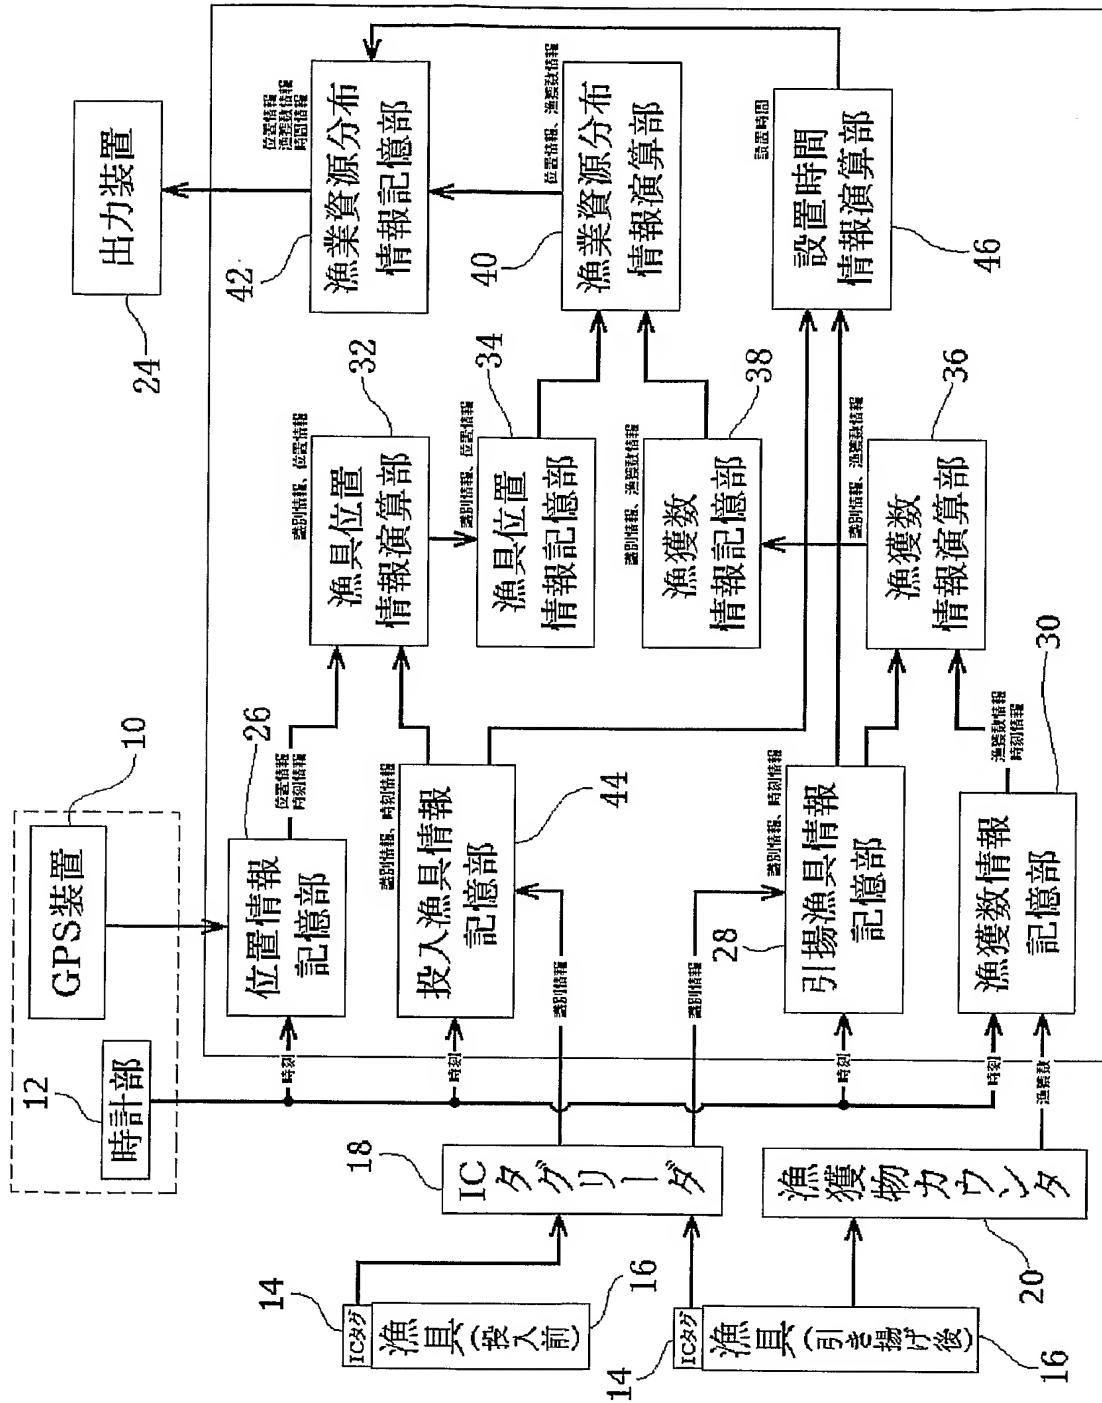 12
時計部
10
GPS装置
24
出力装置
14
ICタグ
漁具
(投入前)
16
14
ICタグ
漁具
(引き揚げ後)
16
18
IC
タグリーダ
漁獲物カウンタ
20
時刻
時刻
識別情報
識別情報
時刻
時刻
漁獲数
位置情報
記憶部
26
位置情報
時刻情報
投入漁具情報
記憶部
44
識別情報、時刻情報
28
引揚漁具情報
記憶部
識別情報、時刻情報
漁獲数情報
記憶部
30
漁獲数情報
時刻情報
漁具位置
情報演算部
32
識別情報、位置情報
漁具位置
情報記憶部
34
識別情報、位置情報
漁獲数
情報記憶部
38
識別情報、漁獲数情報
漁獲数
情報演算部
36
識別情報、漁獲数情報
42
漁業資源分布
情報記憶部
位置情報
漁獲数情報
時間情報
40
漁業資源分布
情報演算部
位置情報、漁獲数情報
設置時間
情報演算部
46
設置時間